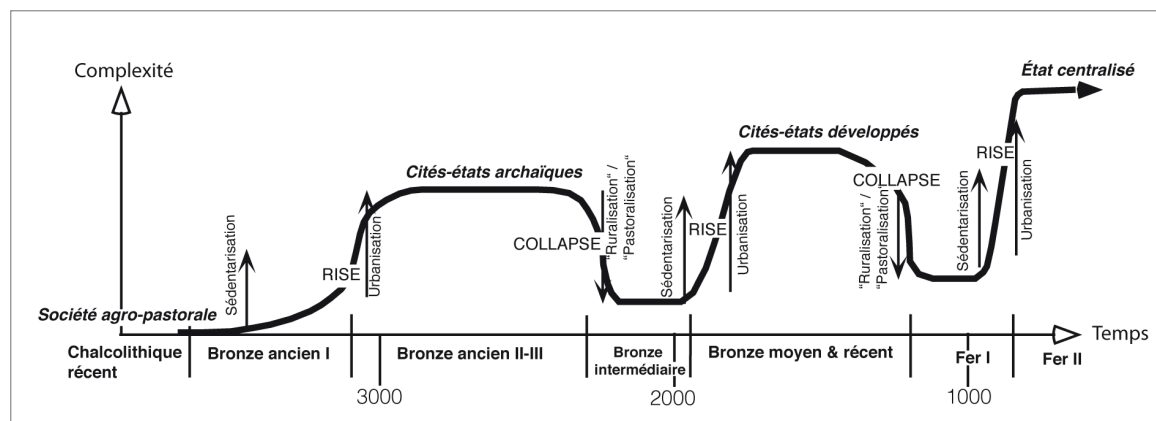 Complexité
État centralisé
Cités-états développés
Cités-états archaïques
Société agro-pastorale
Sédentarisation
RISE
Urbanisation
COLLAPSE
"Ruralisation" /
"Pastoralisation"
Sédentarisation
RISE
Urbanisation
COLLAPSE
"Ruralisation" /
"Pastoralisation"
Sédentarisation
RISE
Urbanisation
Temps
Chalcolithique
récent
Bronze ancien I
Bronze ancien II-III
Bronze
intermédiaire
Bronze moyen & récent
Fer I
Fer II
3000
2000
1000